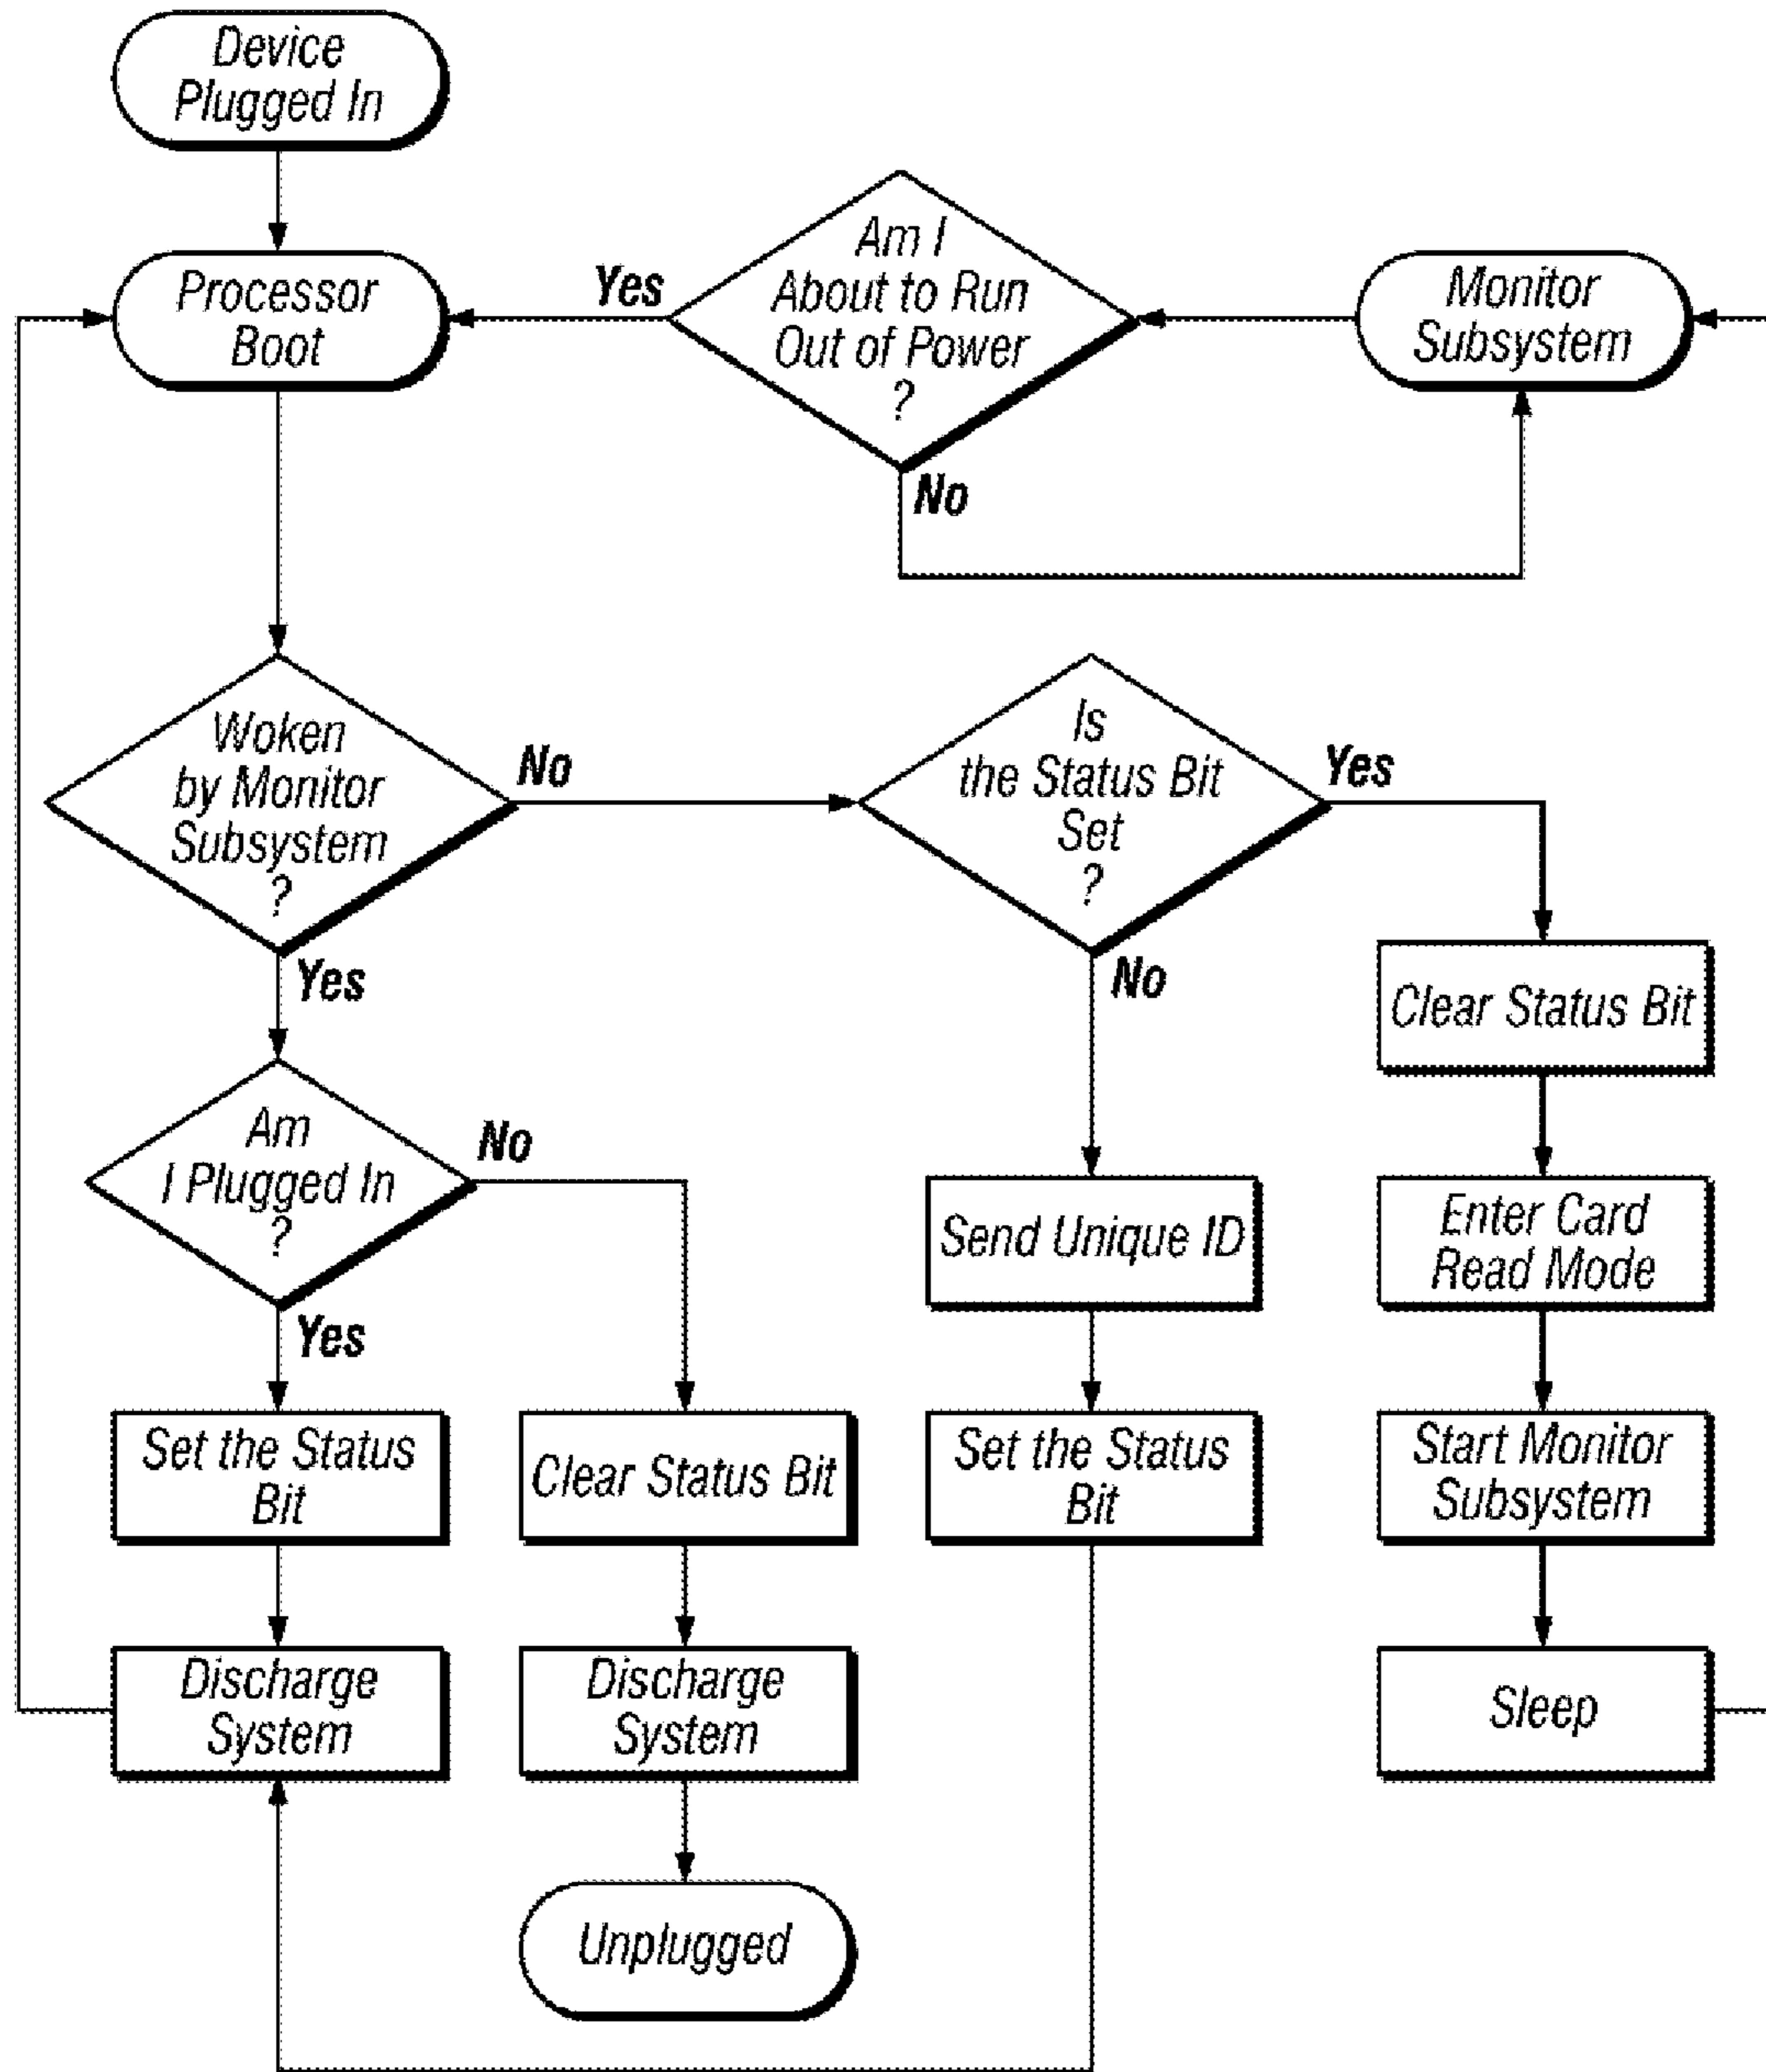 Device
Plugged In
Processor
Boot
Yes
Am I
About to Run
Out of Power
?
No
Monitor
Subsystem
Woken
by Monitor
Subsystem
?
No
Yes
Is
the Status Bit
Set
?
Yes
No
Clear Status Bit
Am
I Plugged In
?
No
Yes
Send Unique ID
Enter Card
Read Mode
Set the Status
Bit
Clear Status Bit
Set the Status
Bit
Start Monitor
Subsystem
Discharge
System
Discharge
System
Sleep
Unplugged